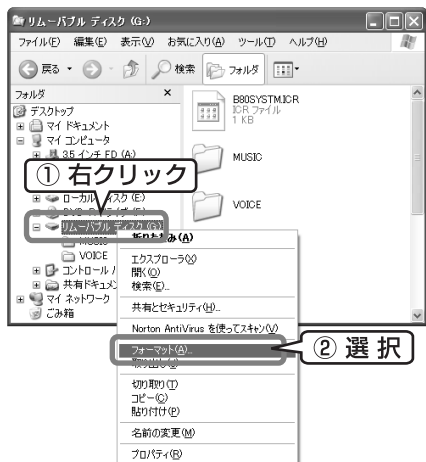 リムーバブル ディスク (G:)
ファイル(F) 編集(E) 表示(V) お気に入り(A) ツール(T) ヘルプ(H)
戻る 検索 フォルダ
フォルダ ×
デスクトップ
マイ ドキュメント
マイ コンピュータ
3.5 インチ FD (A:)
① 右クリック
リムーバブル ディスク (G:)
VOICE
共有ドキュメ
マイ ネットワーク
ごみ箱
B80SYSTM.ICR
ICR ファイル
1 KB
MUSIC
VOICE
エクスプローラ(X)
開く(O)
検索(E)...
共有とセキュリティ(H)...
Norton AntiVirus を使ってスキャン(V)
フォーマット(A)...
② 選 択
切り取り(T)
コピー(C)
貼り付け(P)
名前の変更(M)
プロパティ(R)